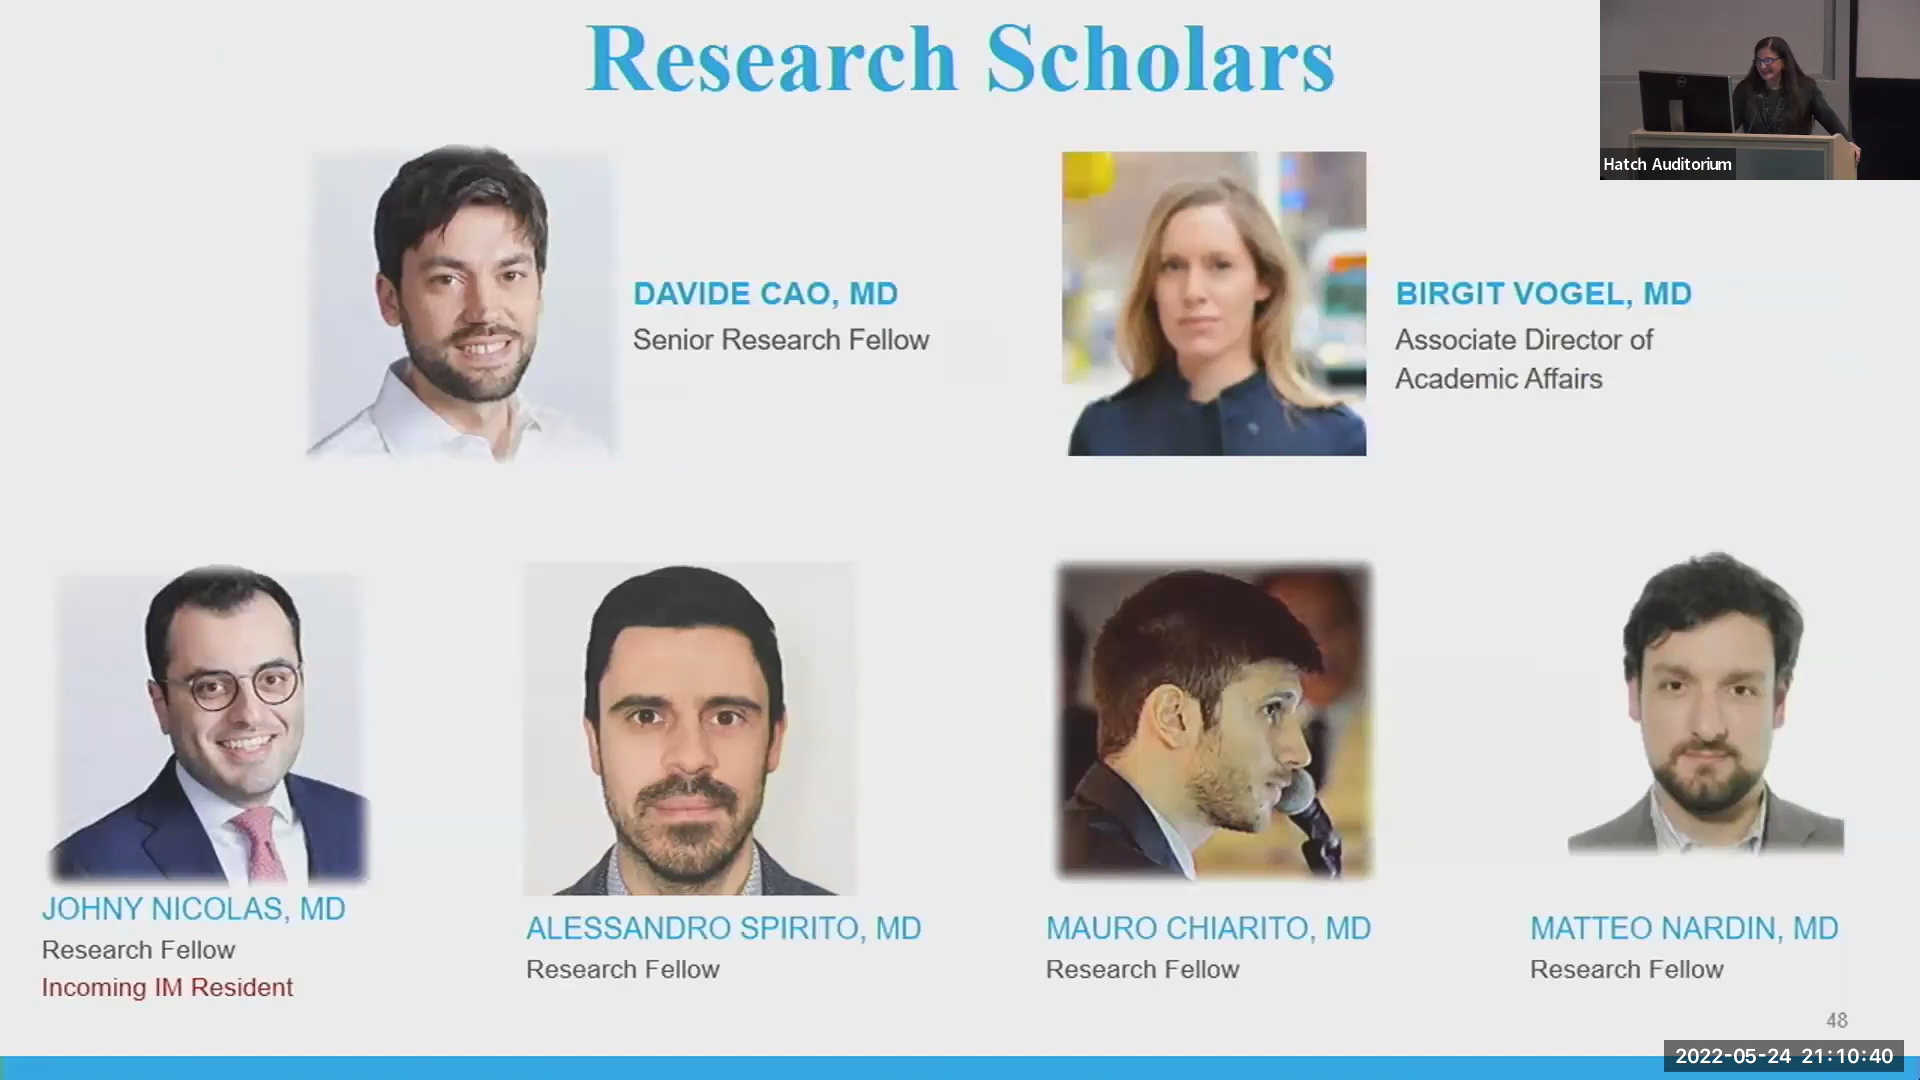 Research Scholars
Hatch Auditorium
DAVIDE CAO, MD
Senior Research Fellow
BIRGIT VOGEL, MD
Associate Director of
Academic Affairs
JOHNY NICOLAS, MD
Research Fellow
Incoming IM Resident
ALESSANDRO SPIRITO, MD
Research Fellow
MAURO CHIARITO, MD
Research Fellow
MATTEO NARDIN, MD
Research Fellow
48
2022-05-24 21:10:40